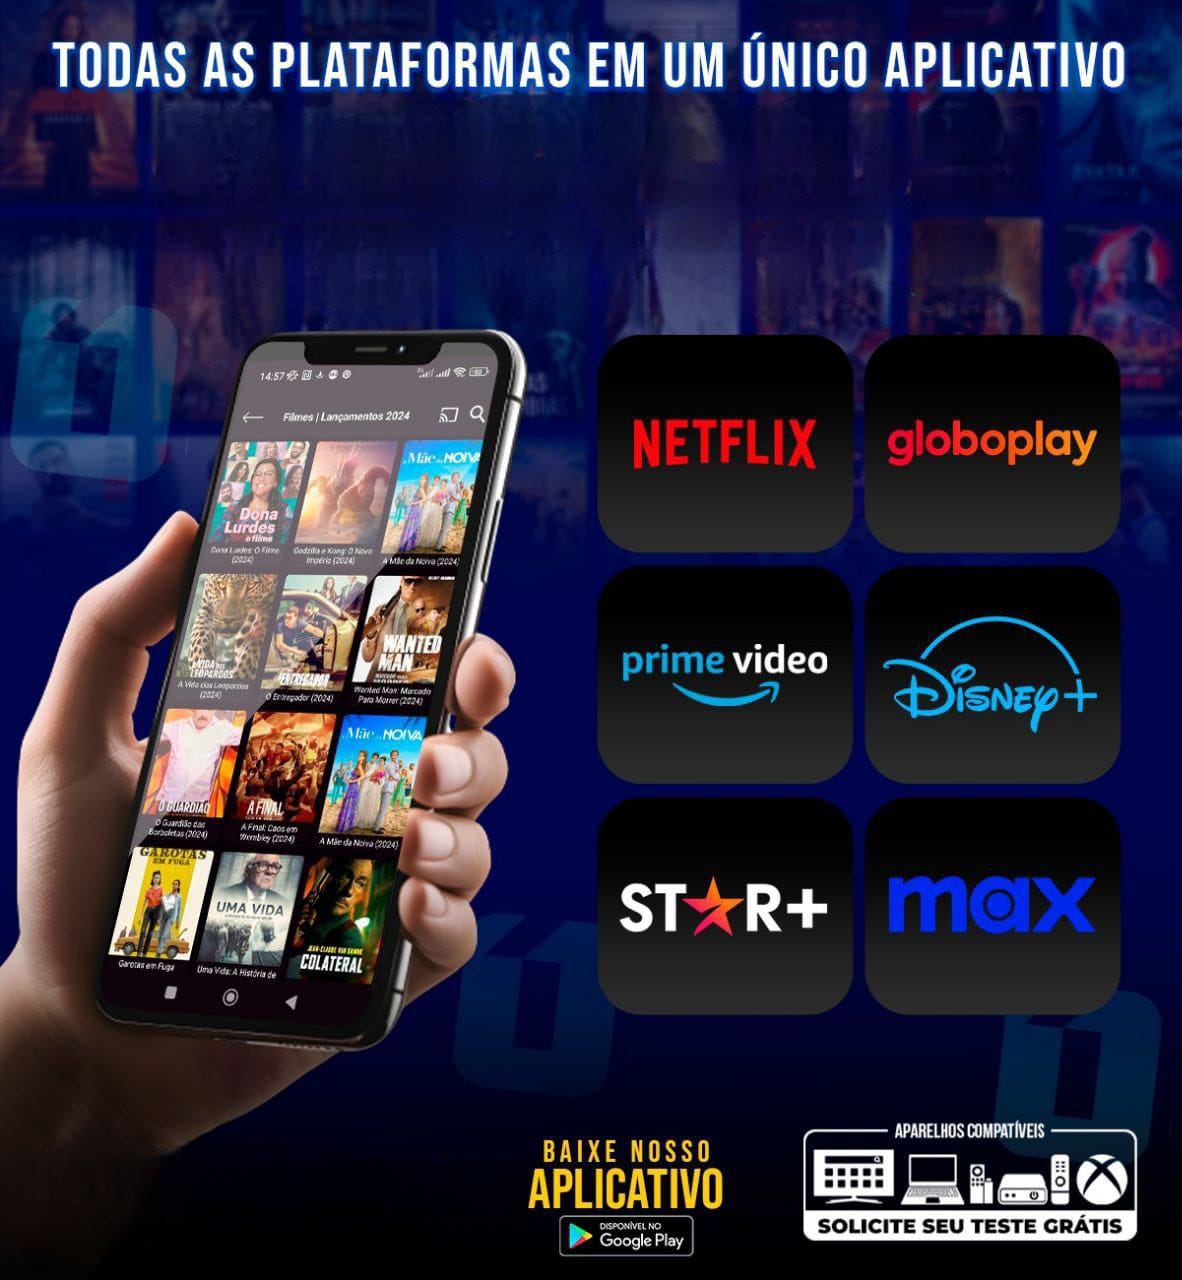 TODAS AS PLATAFORMAS EM UM ÚNICO APLICATIVO
14:57
Filmes | Lançamentos 2024
Dona
Lurdes
o filme
Dona Lurdes: O Filme
(2024)
Godzilla e Kong: O Novo
Império (2024)
a Mãe da NOIVA
A Mãe da Noiva (2024)
A VIDA DOS
LEOPARDOS
A Vida dos Leopardos
(2024)
ENTREGADOR
O Entregador (2024)
WANTED
MAN
Wanted Man: Marcado
Para Morrer (2024)
O GUARDIÃO
O Guardião das
Borboletas (2024)
A FINAL
A Final: Caos em
Wembley (2024)
a Mãe da NOIVA
A Mãe da Noiva (2024)
GAROTAS
EM FUGA
Garotas em Fuga
UMA VIDA
Uma Vida: A História de
JEAN-CLAUDE VAN DAMME
COLATERAL
NETFLIX
globoplay
prime video
Disney+
STAR+
max
BAIXE NOSSO
APLICATIVO
DISPONÍVEL NO
Google Play
APARELHOS COMPATÍVEIS
SOLICITE SEU TESTE GRÁTIS